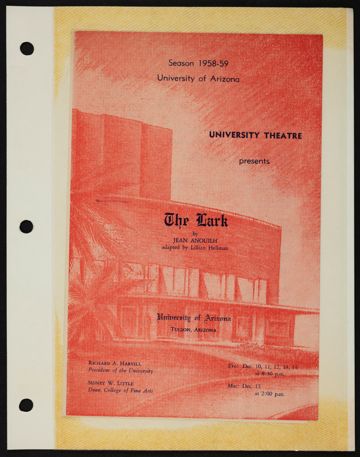 Season 1958-59
University of Arizona
UNIVERSITY THEATRE
presents
The Lark
by
JEAN ANOUILH
adapted by Lillian Hellman
University of Arizona
TUCSON, ARIZONA
RICHARD A. HARVILL
President of the University
SIDNEY W. LITTLE
Dean, College of Fine Arts
Eve: Dec. 10, 11, 12, 13,
at 8:30 p.m.
Mat: Dec. 13
at 2:00 p.m.